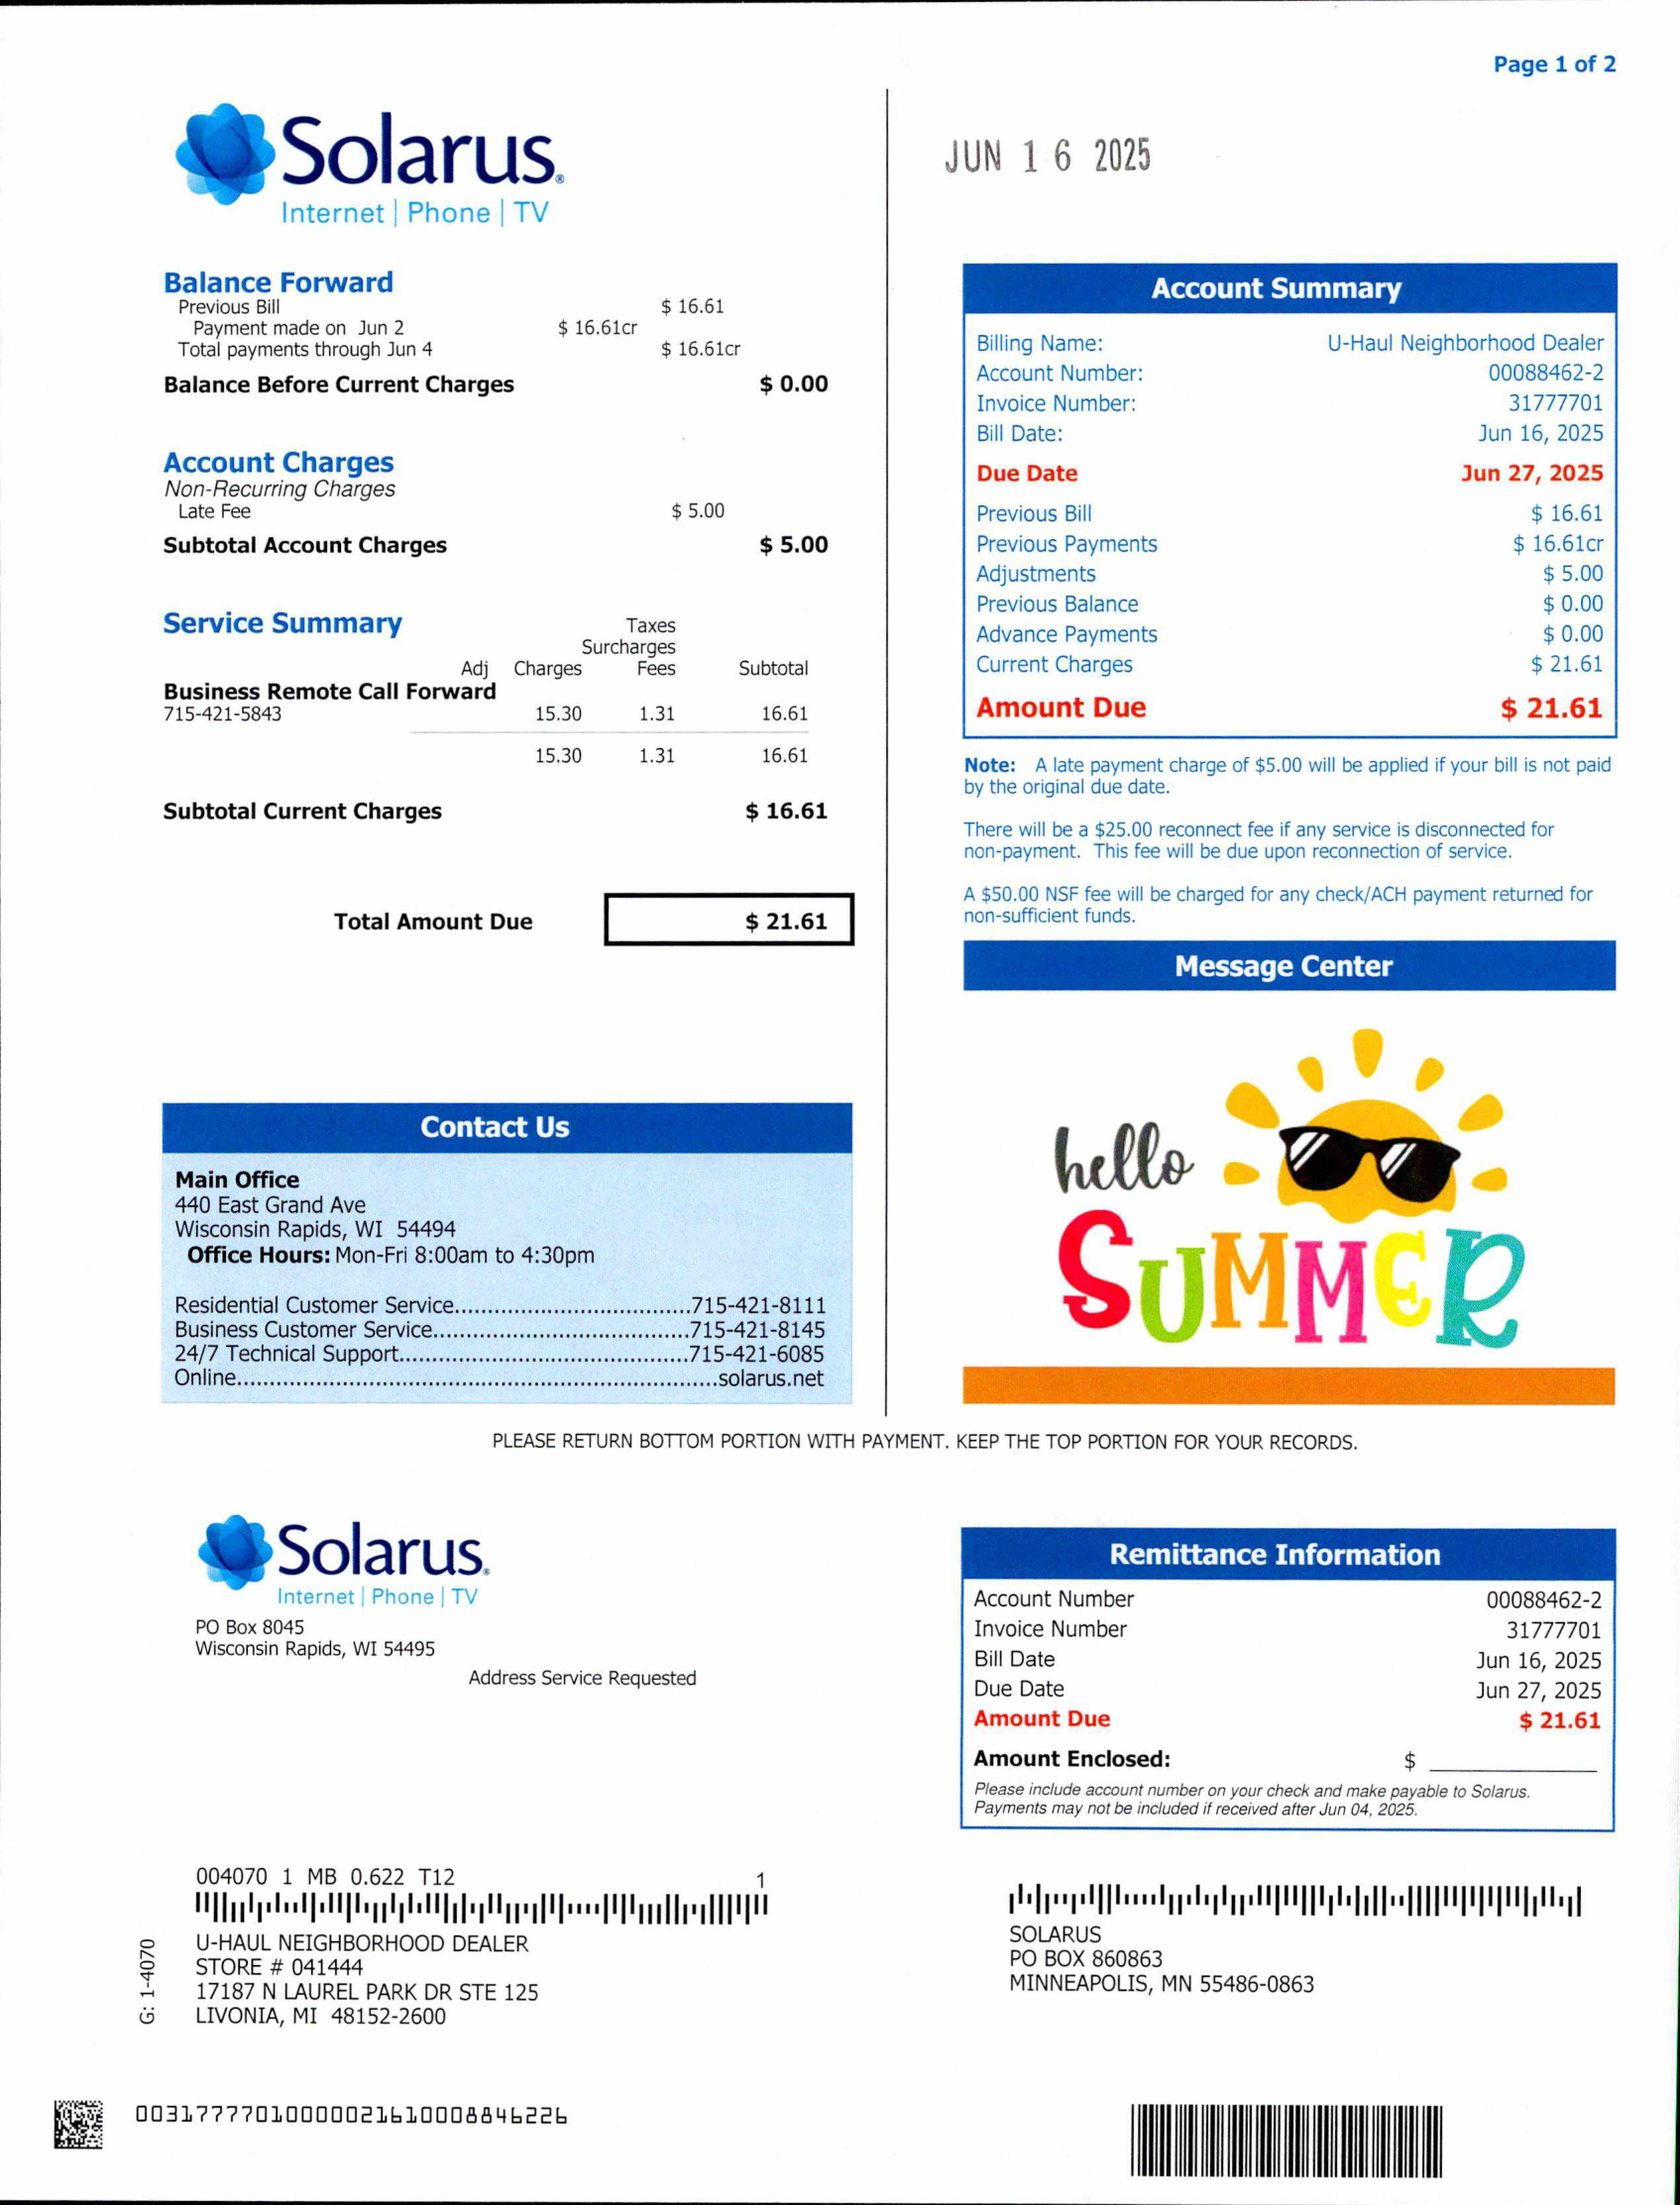 Page 1 of 2
Solarus
Internet | Phone | TV
JUN 16 2025
Balance Forward
Previous Bill $ 16.61
Payment made on Jun 2 $ 16.61cr
Total payments through Jun 4 $ 16.61cr
Balance Before Current Charges $ 0.00
Account Charges
Non-Recurring Charges
Late Fee $ 5.00
Subtotal Account Charges $ 5.00
Service Summary Taxes
Surcharges
Adj Charges Fees Subtotal
Business Remote Call Forward
715-421-5843 15.30 1.31 16.61
15.30 1.31 16.61
Subtotal Current Charges $ 16.61
Total Amount Due $ 21.61
Contact Us
Main Office
440 East Grand Ave
Wisconsin Rapids, WI 54494
Office Hours: Mon-Fri 8:00am to 4:30pm
Residential Customer Service....................................715-421-8111
Business Customer Service.......................................715-421-8145
24/7 Technical Support............................................715-421-6085
Online.........................................................................solarus.net
Account Summary
Billing Name: U-Haul Neighborhood Dealer
Account Number: 00088462-2
Invoice Number: 31777701
Bill Date: Jun 16, 2025
Due Date Jun 27, 2025
Previous Bill $ 16.61
Previous Payments $ 16.61cr
Adjustments $ 5.00
Previous Balance $ 0.00
Advance Payments $ 0.00
Current Charges $ 21.61
Amount Due $ 21.61
Note: A late payment charge of $5.00 will be applied if your bill is not paid
by the original due date.
There will be a $25.00 reconnect fee if any service is disconnected for
non-payment. This fee will be due upon reconnection of service.
A $50.00 NSF fee will be charged for any check/ACH payment returned for
non-sufficient funds.
Message Center
hello
SUMMER
PLEASE RETURN BOTTOM PORTION WITH PAYMENT. KEEP THE TOP PORTION FOR YOUR RECORDS.
Solarus
Internet | Phone | TV
PO Box 8045
Wisconsin Rapids, WI 54495
Address Service Requested
Remittance Information
Account Number 00088462-2
Invoice Number 31777701
Bill Date Jun 16, 2025
Due Date Jun 27, 2025
Amount Due $ 21.61
Amount Enclosed: $
Please include account number on your check and make payable to Solarus.
Payments may not be included if received after Jun 04, 2025.
004070 1 MB 0.622 T12 1
U-HAUL NEIGHBORHOOD DEALER
STORE # 041444
17187 N LAUREL PARK DR STE 125
LIVONIA, MI 48152-2600
G: 1-4070
SOLARUS
PO BOX 860863
MINNEAPOLIS, MN 55486-0863
00317777010000021610008846226